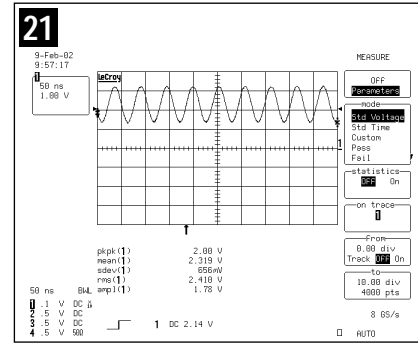 21
9-Feb-02
9:57:17
LeCroy
1
50 ns
1.00 V
1
pkpk(1) 2.00 V
mean(1) 2.319 V
sdev(1) 656mV
rms(1) 2.410 V
ampl(1) 1.78 V
50 ns BWL
1 .1 V DC
2 .5 V DC
3 .5 V DC
4 .5 V 50Ω
1 DC 2.14 V
MEASURE
Off
Parameters
mode
Std Voltage
Std Time
Custom
Pass
Fail
statistics
OFF On
on trace
1
From
0.00 div
Track OFF On
to
10.00 div
4000 pts
8 GS/s
AUTO